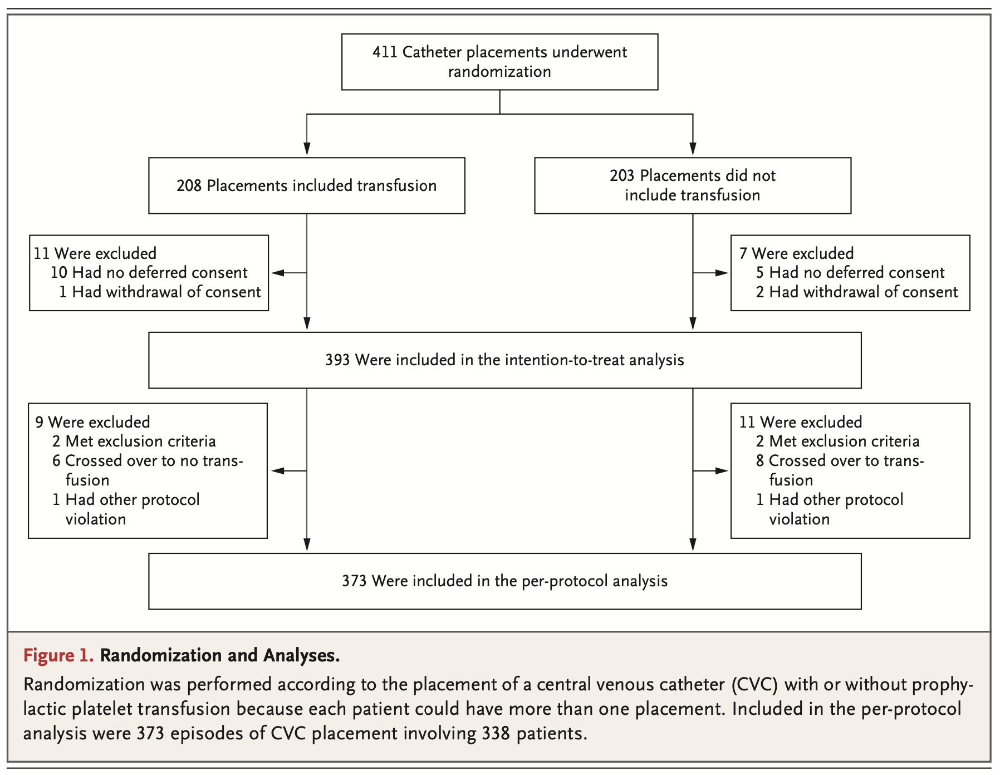 411 Catheter placements underwent
randomization
208 Placements included transfusion
203 Placements did not
include transfusion
11 Were excluded
10 Had no deferred consent
1 Had withdrawal of consent
7 Were excluded
5 Had no deferred consent
2 Had withdrawal of consent
393 Were included in the intention-to-treat analysis
9 Were excluded
2 Met exclusion criteria
6 Crossed over to no trans-
fusion
1 Had other protocol
violation
11 Were excluded
2 Met exclusion criteria
8 Crossed over to trans-
fusion
1 Had other protocol
violation
373 Were included in the per-protocol analysis
Figure 1. Randomization and Analyses.
Randomization was performed according to the placement of a central venous catheter (CVC) with or without prophy-
lactic platelet transfusion because each patient could have more than one placement. Included in the per-protocol
analysis were 373 episodes of CVC placement involving 338 patients.